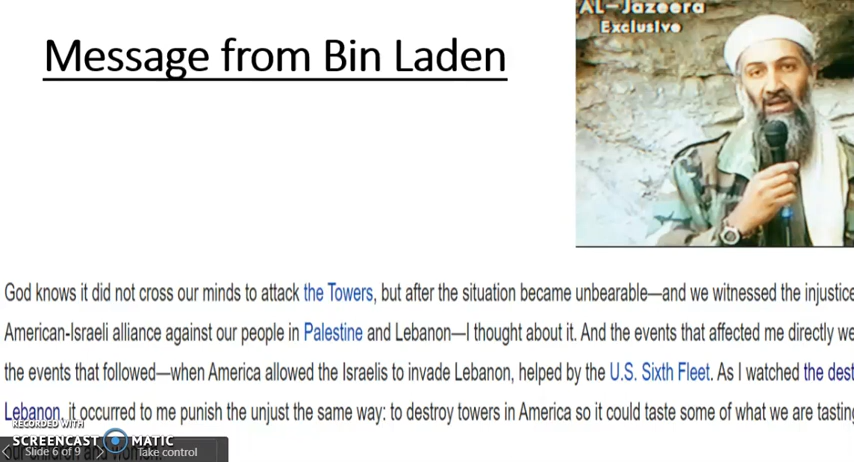 AL-Jazeera
Exclusive
Message from Bin Laden
God knows it did not cross our minds to attack the Towers, but after the situation became unbearable—and we witnessed the injustice
American-Israeli alliance against our people in Palestine and Lebanon—I thought about it. And the events that affected me directly we
the events that followed—when America allowed the Israelis to invade Lebanon, helped by the U.S. Sixth Fleet. As I watched the dest
Lebanon, it occurred to me punish the unjust the same way: to destroy towers in America so it could taste some of what we are tasting
our children and women.
RECORDED WITH
SCREENCAST MATIC
Slide 6 of 9 Take control